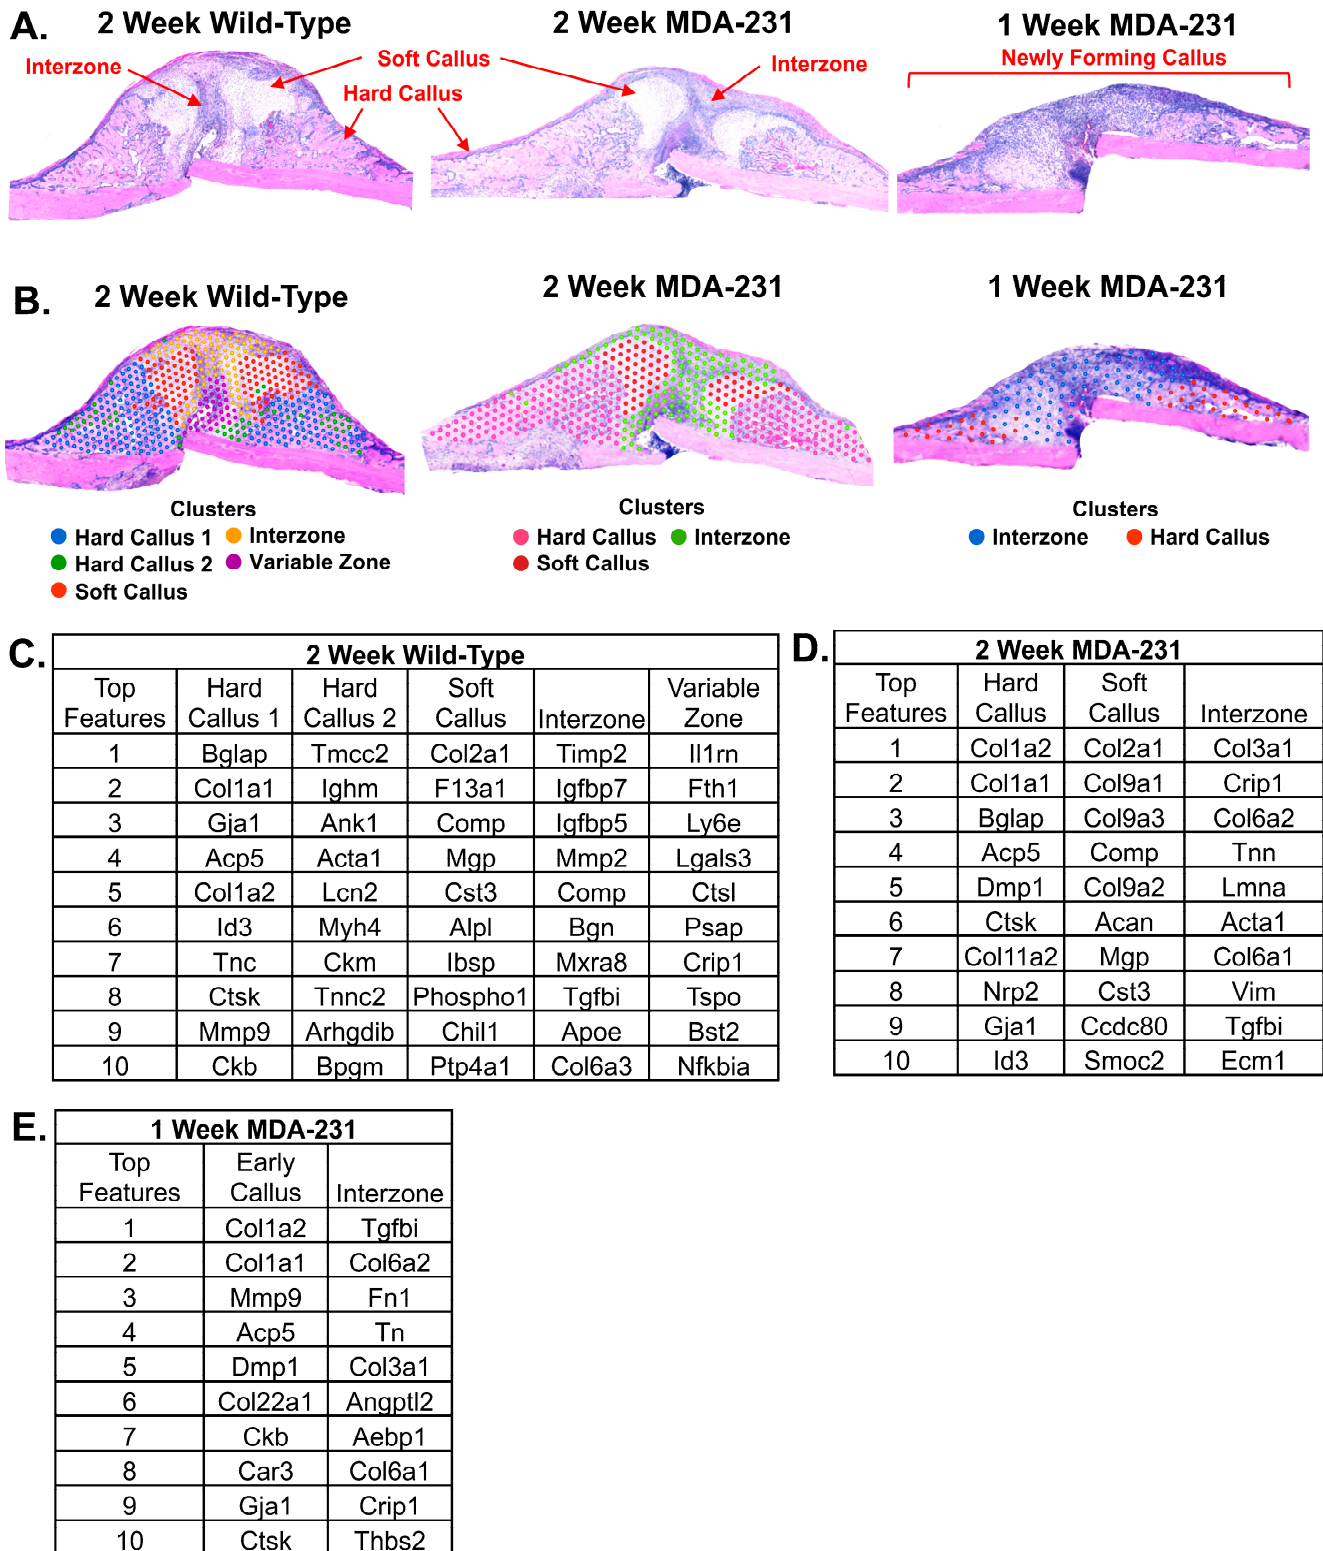 A.
2 Week Wild-Type
2 Week MDA-231
1 Week MDA-231
Newly Forming Callus
Interzone
Soft Callus
Interzone
Hard Callus
B.
2 Week Wild-Type
2 Week MDA-231
1 Week MDA-231
Clusters
Hard Callus 1
Interzone
Hard Callus 2
Variable Zone
Soft Callus
Clusters
Hard Callus
Interzone
Soft Callus
Clusters
Interzone
Hard Callus
C.
2 Week Wild-Type
Top Features Hard Callus 1 Hard Callus 2 Soft Callus Interzone Variable Zone
1 Bglap Tmcc2 Col2a1 Timp2 Il1rn
2 Col1a1 Ighm F13a1 Igfbp7 Fth1
3 Gja1 Ank1 Comp Igfbp5 Ly6e
4 Acp5 Acta1 Mgp Mmp2 Lgals3
5 Col1a2 Lcn2 Cst3 Comp Ctsl
6 Id3 Myh4 Alpl Bgn Psap
7 Tnc Ckm Ibsp Mxra8 Crip1
8 Ctsk Tnnc2 Phospho1 Tgfbi Tspo
9 Mmp9 Arhgdib Chil1 Apoe Bst2
10 Ckb Bpgm Ptp4a1 Col6a3 Nfkbia
D.
2 Week MDA-231
Top Features Hard Callus Soft Callus Interzone
1 Col1a2 Col2a1 Col3a1
2 Col1a1 Col9a1 Crip1
3 Bglap Col9a3 Col6a2
4 Acp5 Comp Tnn
5 Dmp1 Col9a2 Lmna
6 Ctsk Acan Acta1
7 Col11a2 Mgp Col6a1
8 Nrp2 Cst3 Vim
9 Gja1 Ccdc80 Tgfbi
10 Id3 Smoc2 Ecm1
E.
1 Week MDA-231
Top Features Early Callus Interzone
1 Col1a2 Tgfbi
2 Col1a1 Col6a2
3 Mmp9 Fn1
4 Acp5 Tn
5 Dmp1 Col3a1
6 Col22a1 Angptl2
7 Ckb Aebp1
8 Car3 Col6a1
9 Gja1 Crip1
10 Ctsk Thbs2